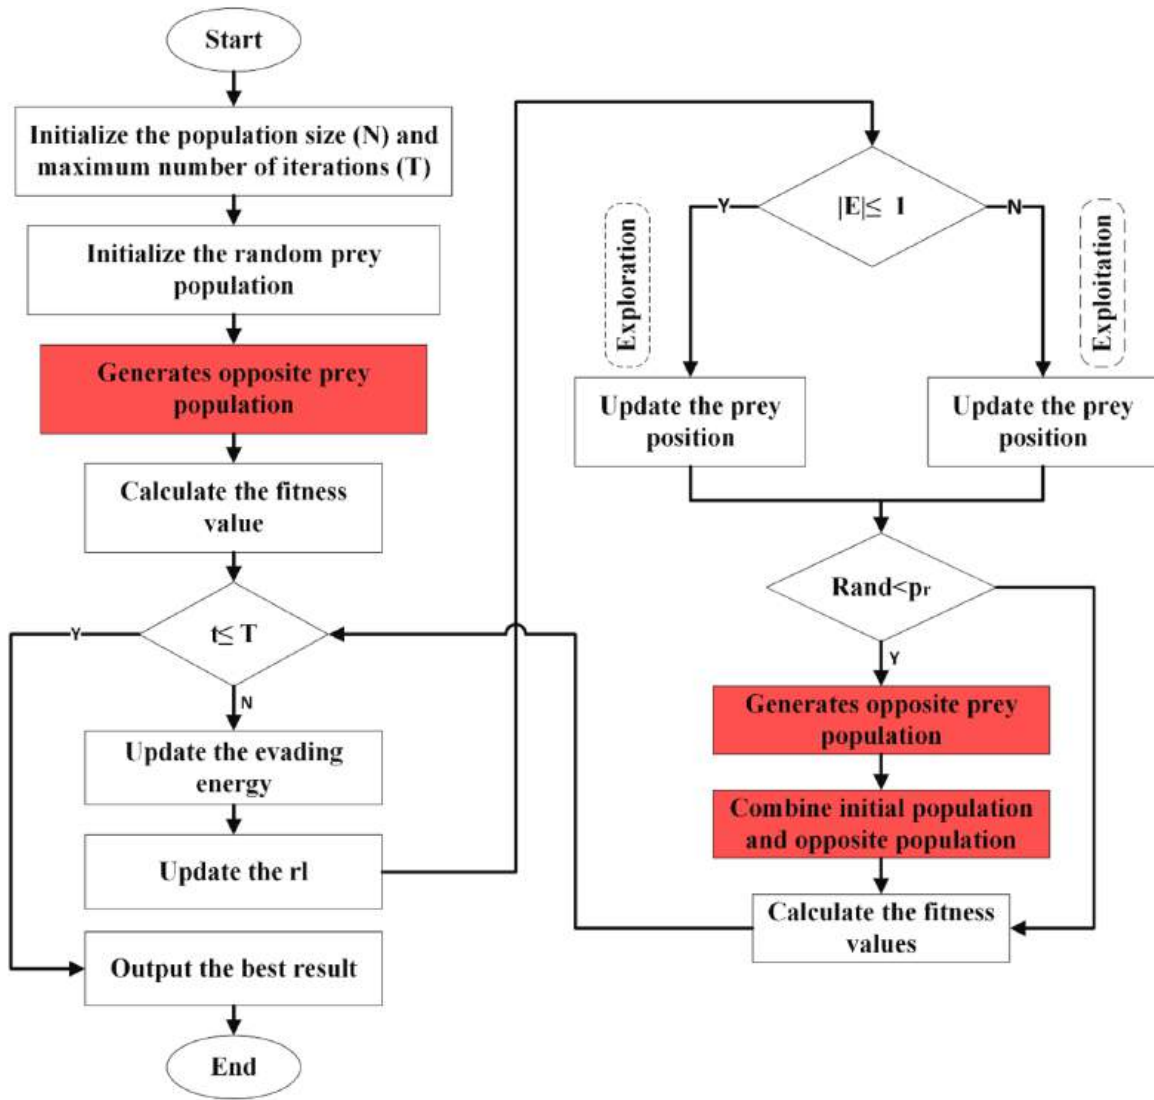 Start
Initialize the population size (N) and
maximum number of iterations (T)
Initialize the random prey
population
Generates opposite prey
population
Calculate the fitness
value
t≤ T
Y
N
Update the evading
energy
Update the rl
Output the best result
End
|E|≤ 1
Y
N
Exploration
Exploitation
Update the prey
position
Update the prey
position
Rand<pr
Y
Generates opposite prey
population
Combine initial population
and opposite population
Calculate the fitness
values